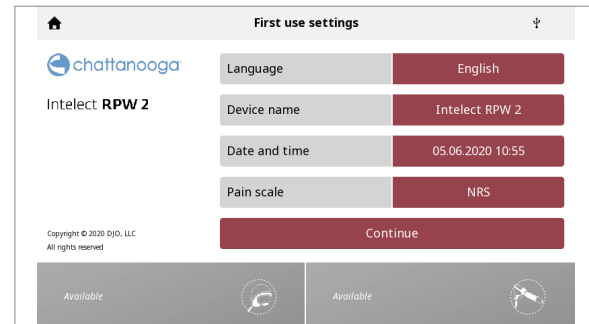 First use settings
chattanooga
Intelect RPW 2
Language English
Device name Intelect RPW 2
Date and time 05.06.2020 10:55
Pain scale NRS
Continue
Copyright © 2020 DJO, LLC
All rights reserved
Available Available